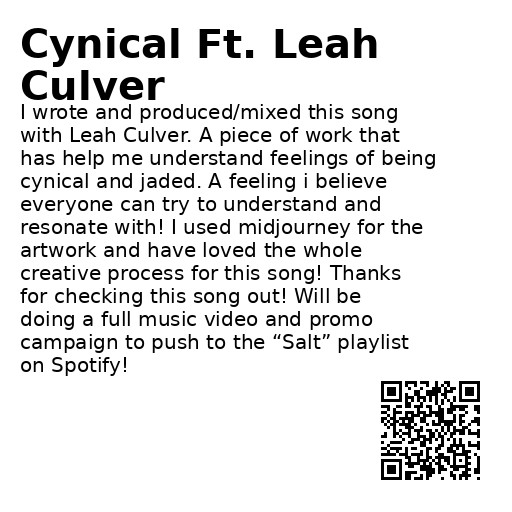 Cynical Ft. Leah
Culver
I wrote and produced/mixed this song
with Leah Culver. A piece of work that
has help me understand feelings of being
cynical and jaded. A feeling i believe
everyone can try to understand and
resonate with! I used midjourney for the
artwork and have loved the whole
creative process for this song! Thanks
for checking this song out! Will be
doing a full music video and promo
campaign to push to the “Salt” playlist
on Spotify!